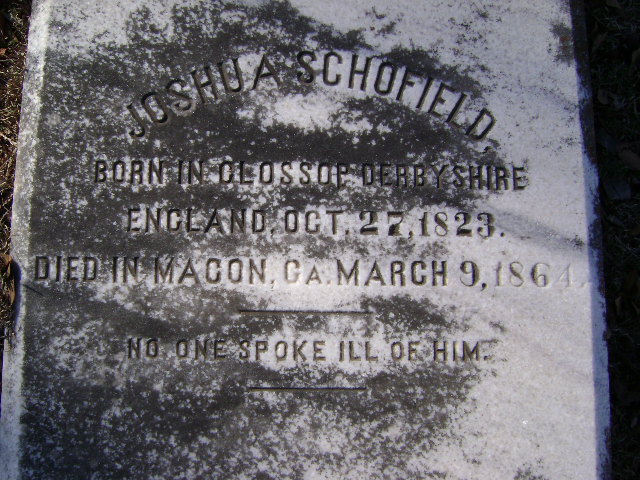 JOSHUA SCHOFIELD,
BORN IN GLOSSOP DERBYSHIRE
ENGLAND, OCT. 27, 1823.
DIED IN MACON, GA. MARCH 9, 1864.
NO ONE SPOKE ILL OF HIM.